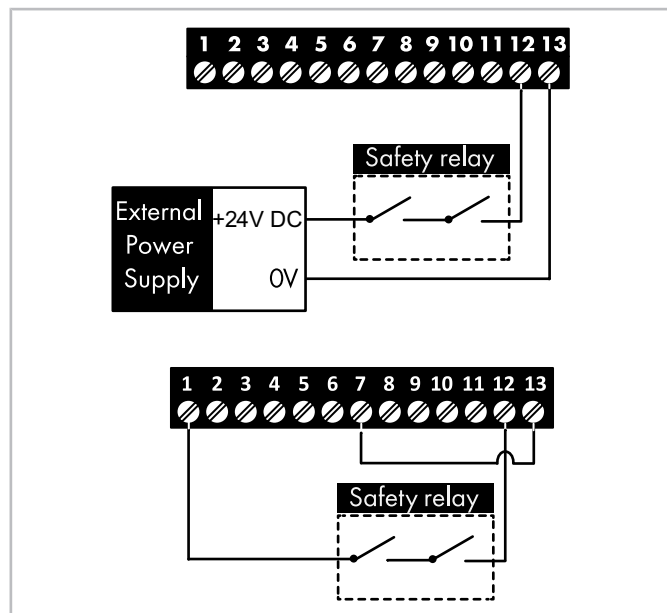 1 2 3 4 5 6 7 8 9 10 11 12 13
Safety relay
External
Power
Supply
+24V DC
0V
1 2 3 4 5 6 7 8 9 10 11 12 13
Safety relay